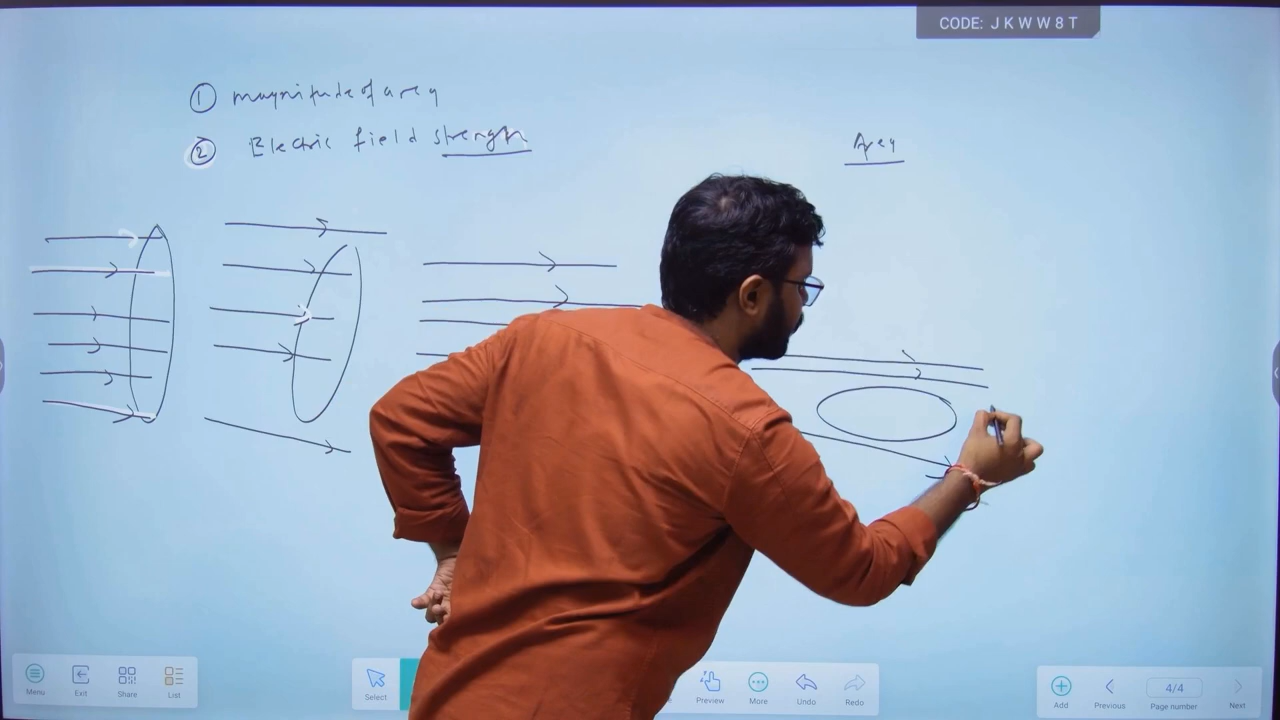 CODE: J K W W 8 T
① magnitude of area
② Electric field strength
Area
Menu
Exit
Share
List
Select
Preview
More
Undo
Redo
Add
Previous
4/4
Page number
Next